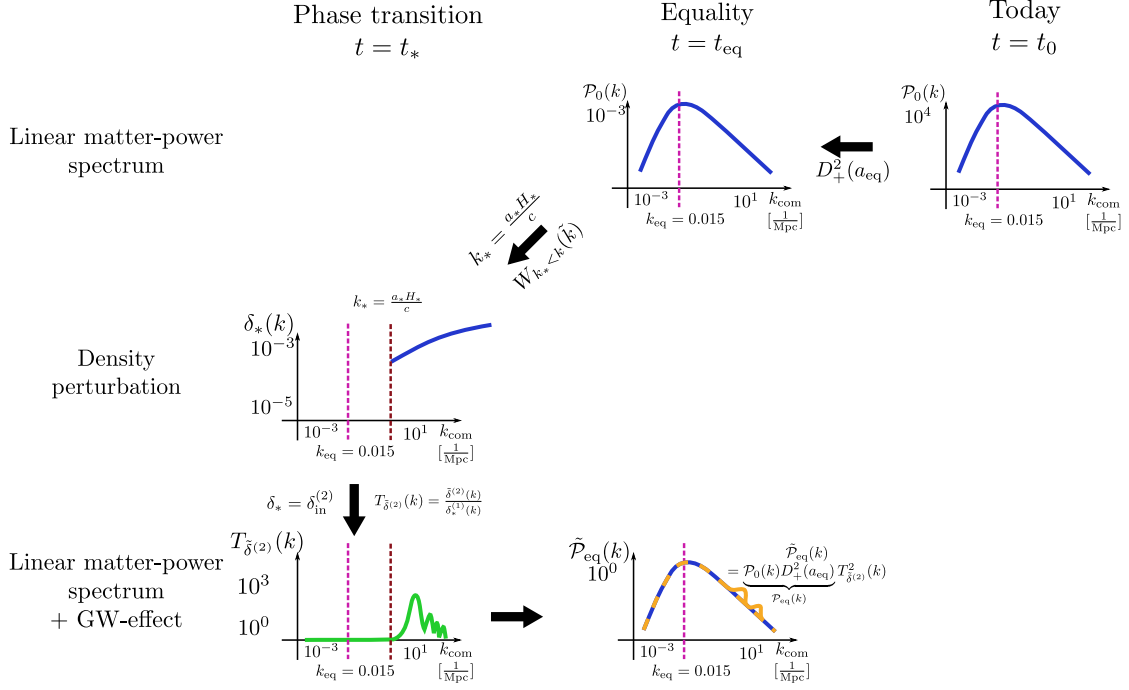 Phase transition
t = t_*
Equality
t = t_eq
Today
t = t_0
Linear matter-power
spectrum
P_0(k)
10^{-3}
10^{-3}
10^1
k_com
[1/Mpc]
k_eq = 0.015
D_+^2(a_eq)
P_0(k)
10^4
10^{-3}
10^1
k_com
[1/Mpc]
k_eq = 0.015
k_* = a_*H_*/c
W_{k_*<k}(k̃)
Density
perturbation
k_* = a_*H_*/c
δ_*(k)
10^{-3}
10^{-5}
10^{-3}
10^1
k_com
[1/Mpc]
k_eq = 0.015
δ_* = δ_in^{(2)}
T_{δ̃^{(2)}}(k) = δ̃^{(2)}(k)/δ_*^{(1)}(k)
Linear matter-power
spectrum
+ GW-effect
T_{δ̃^{(2)}}(k)
10^3
10^0
10^{-3}
10^1
k_com
[1/Mpc]
k_eq = 0.015
P̃_eq(k)
10^0
P̃_eq(k)
= P_0(k)D_+^2(a_eq) T_{δ̃^{(2)}}^2(k)
P_eq(k)
10^{-3}
10^1
k_com
[1/Mpc]
k_eq = 0.015